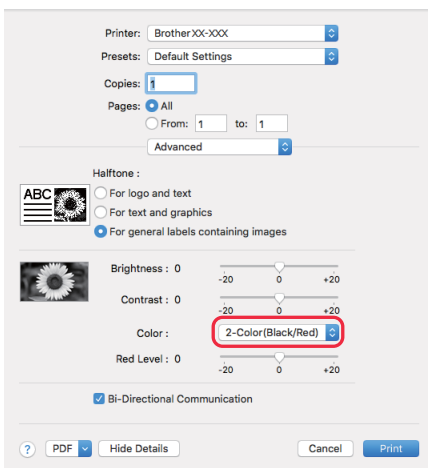 Printer: Brother XX-XXX
Presets: Default Settings
Copies: 1
Pages: All
From: 1 to: 1
Advanced
Halftone :
ABC
For logo and text
For text and graphics
For general labels containing images
Brightness : 0
-20 0 +20
Contrast : 0
-20 0 +20
Color : 2-Color(Black/Red)
Red Level : 0
-20 0 +20
Bi-Directional Communication
? PDF Hide Details Cancel Print